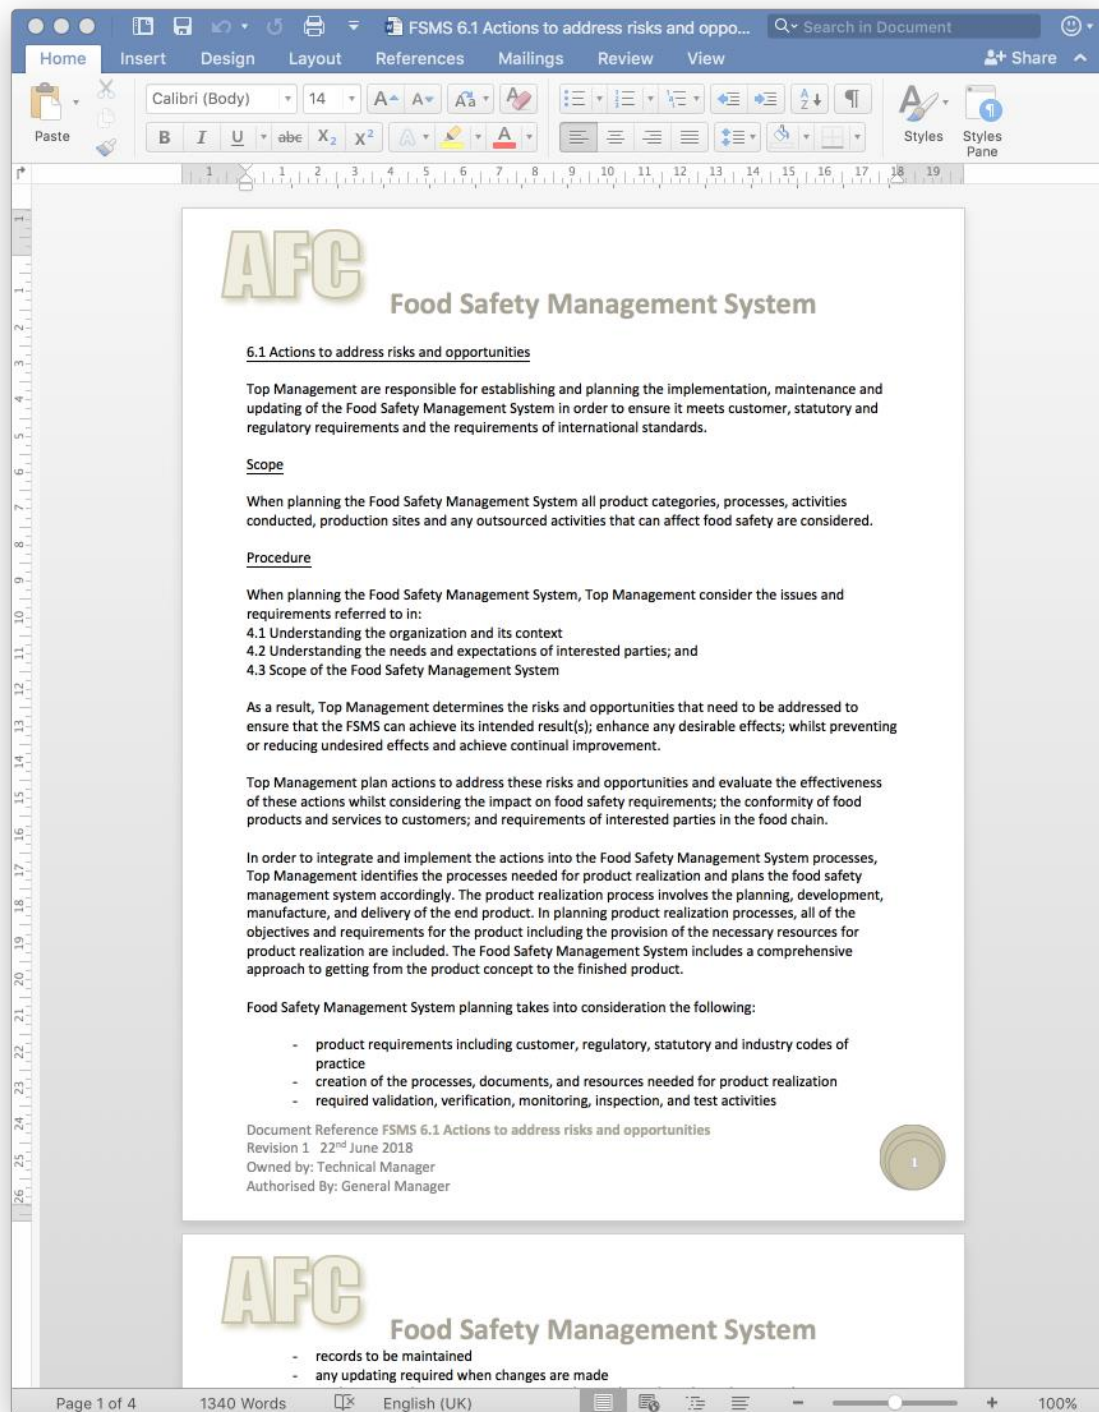 FSMS 6.1 Actions to address risks and oppo...
Search in Document
Home Insert Design Layout References Mailings Review View Share
Paste
Calibri (Body) 14
Styles
Styles Pane
1 1 2 3 4 5 6 7 8 9 10 11 12 13 14 15 16 17 18 19
AFC
Food Safety Management System
6.1 Actions to address risks and opportunities
Top Management are responsible for establishing and planning the implementation, maintenance and
updating of the Food Safety Management System in order to ensure it meets customer, statutory and
regulatory requirements and the requirements of international standards.
Scope
When planning the Food Safety Management System all product categories, processes, activities
conducted, production sites and any outsourced activities that can affect food safety are considered.
Procedure
When planning the Food Safety Management System, Top Management consider the issues and
requirements referred to in:
4.1 Understanding the organization and its context
4.2 Understanding the needs and expectations of interested parties; and
4.3 Scope of the Food Safety Management System
As a result, Top Management determines the risks and opportunities that need to be addressed to
ensure that the FSMS can achieve its intended result(s); enhance any desirable effects; whilst preventing
or reducing undesired effects and achieve continual improvement.
Top Management plan actions to address these risks and opportunities and evaluate the effectiveness
of these actions whilst considering the impact on food safety requirements; the conformity of food
products and services to customers; and requirements of interested parties in the food chain.
In order to integrate and implement the actions into the Food Safety Management System processes,
Top Management identifies the processes needed for product realization and plans the food safety
management system accordingly. The product realization process involves the planning, development,
manufacture, and delivery of the end product. In planning product realization processes, all of the
objectives and requirements for the product including the provision of the necessary resources for
product realization are included. The Food Safety Management System includes a comprehensive
approach to getting from the product concept to the finished product.
Food Safety Management System planning takes into consideration the following:
- product requirements including customer, regulatory, statutory and industry codes of
practice
- creation of the processes, documents, and resources needed for product realization
- required validation, verification, monitoring, inspection, and test activities
Document Reference FSMS 6.1 Actions to address risks and opportunities
Revision 1 22nd June 2018
Owned by: Technical Manager
Authorised By: General Manager
1
AFC
Food Safety Management System
- records to be maintained
- any updating required when changes are made
Page 1 of 4 1340 Words English (UK) 100%